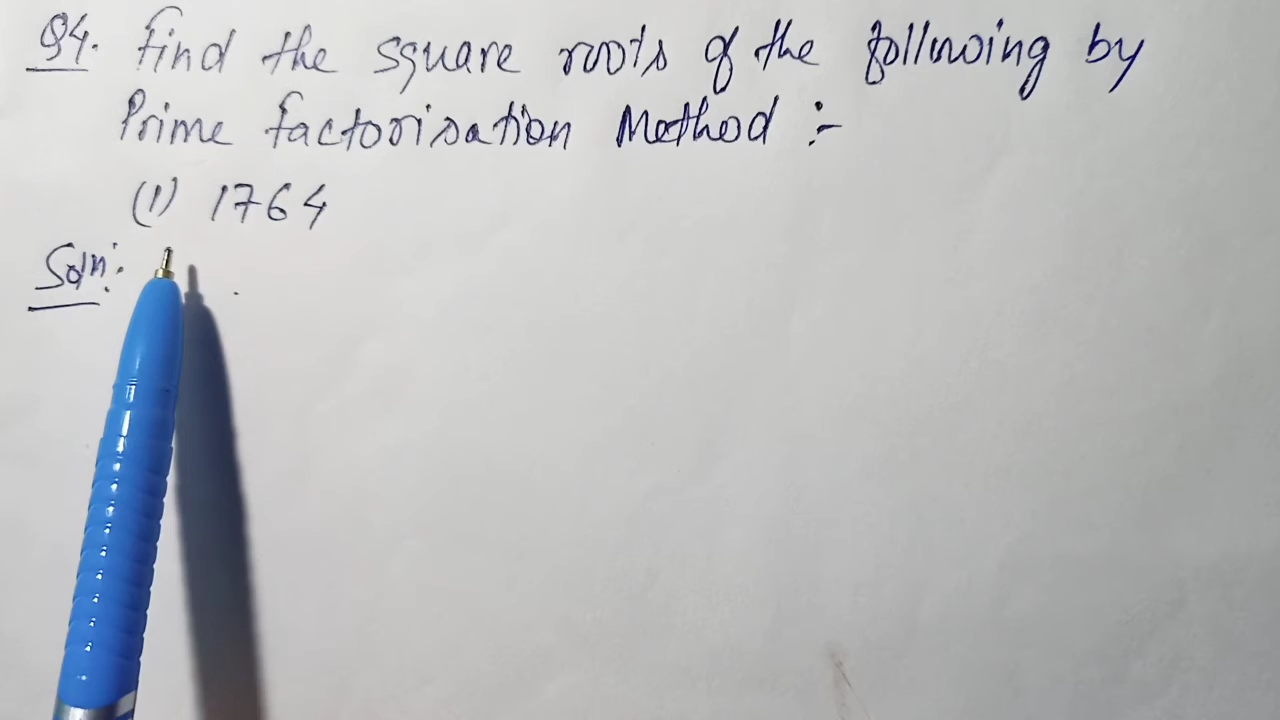 Q4. Find the square roots of the following by
Prime factorisation Method :-
(1) 1764
Soln: